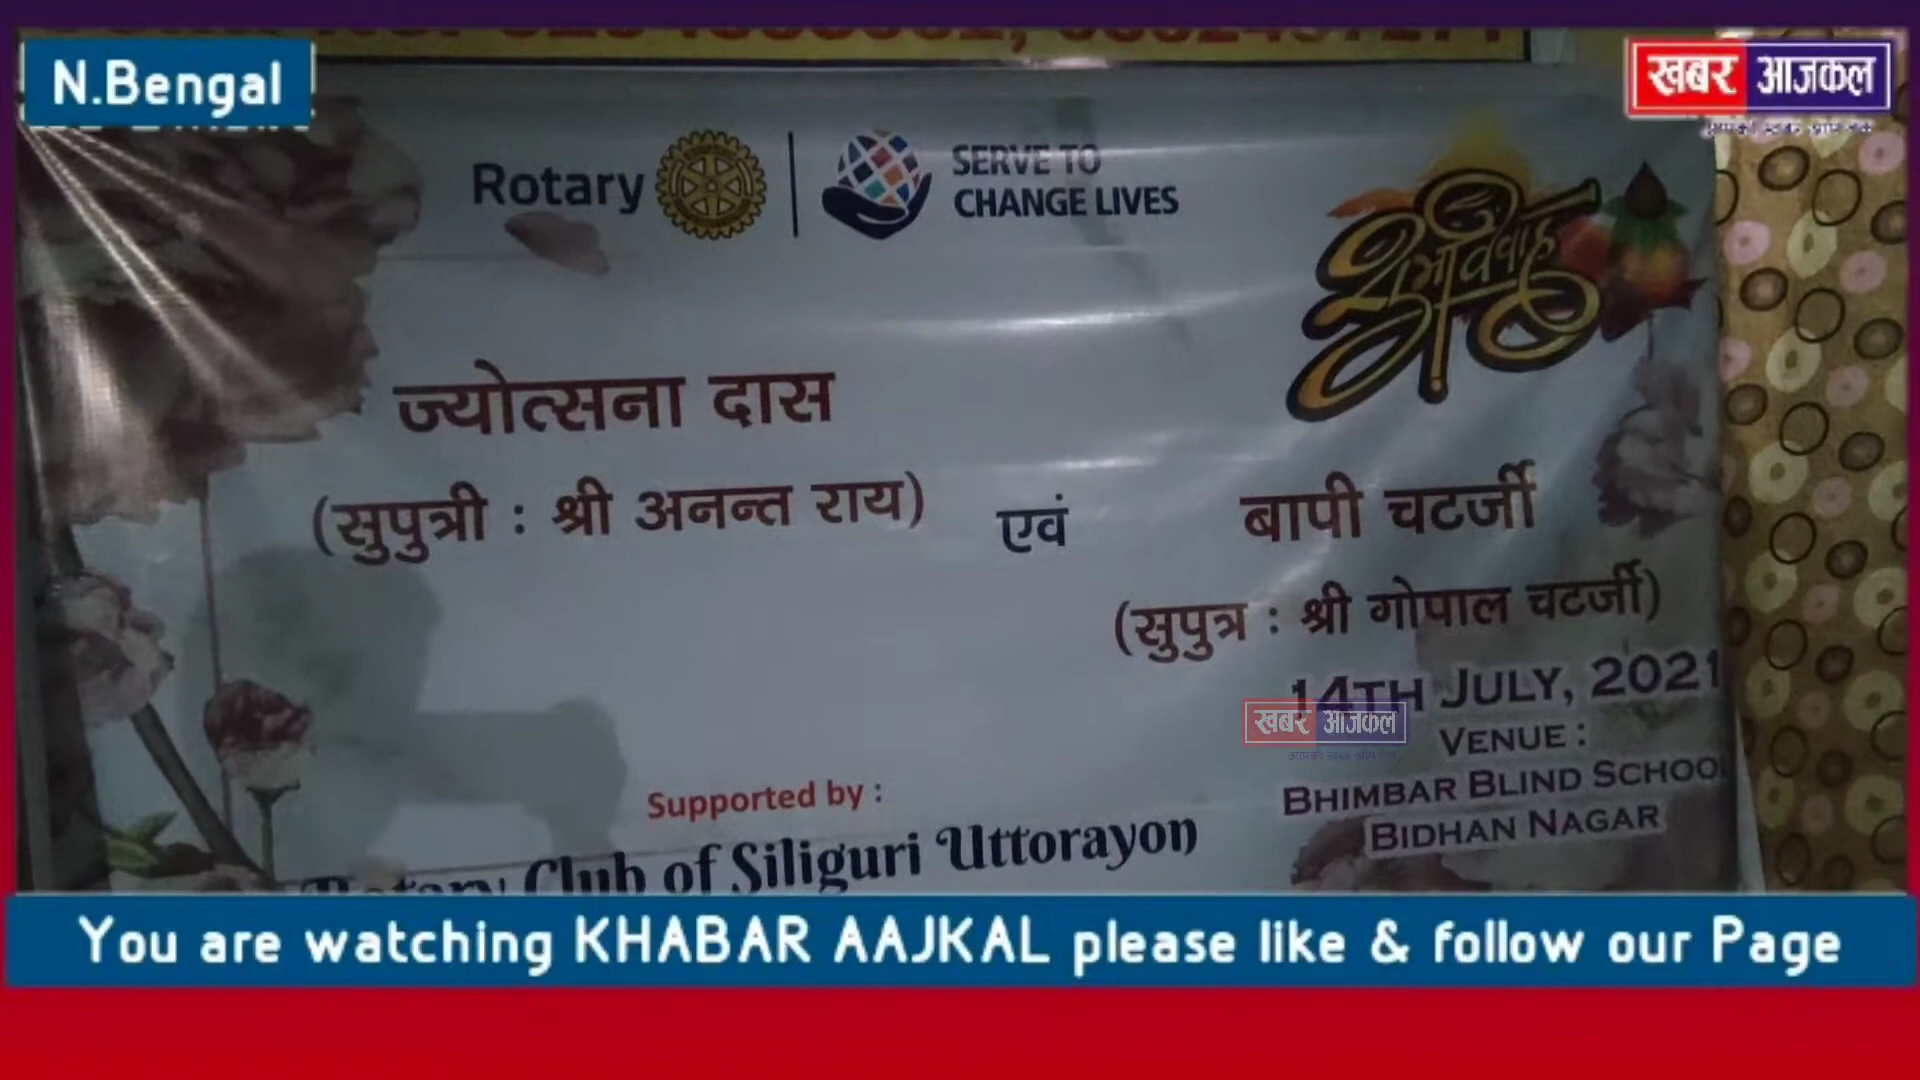 N.Bengal
खबर आजकल
Rotary
SERVE TO
CHANGE LIVES
शुभ विवाह
ज्योत्सना दास
(सुपुत्री : श्री अनन्त राय)
एवं
बापी चटर्जी
(सुपुत्र : श्री गोपाल चटर्जी)
14TH JULY, 2021
खबर आजकल
VENUE :
BHIMBAR BLIND SCHOOL
BIDHAN NAGAR
Supported by :
Rotary Club of Siliguri Uttorayon
You are watching KHABAR AAJKAL please like & follow our Page